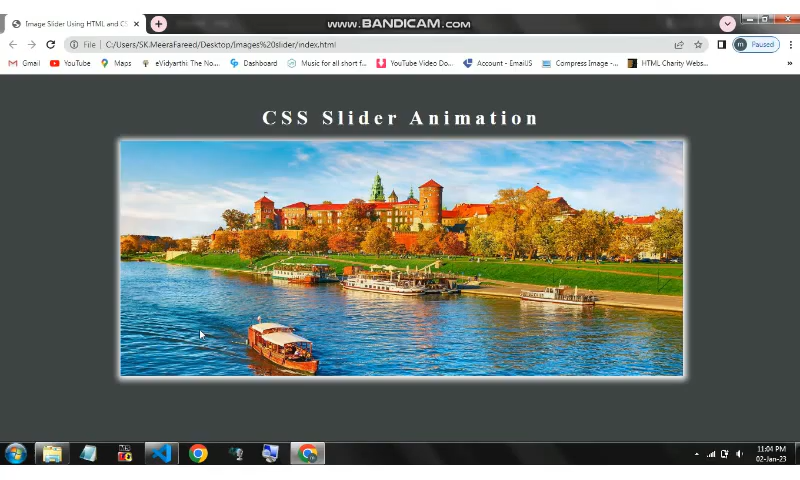 Image Slider Using HTML and CS
www.BANDICAM.com
File
C:/Users/SK.MeeraFareed/Desktop/Images%20slider/index.html
m
Paused
Gmail
YouTube
Maps
eVidyarthi: The No...
Dashboard
Music for all short f...
YouTube Video Do...
Account - EmailJS
Compress Image -...
HTML Charity Webs...
»
CSS Slider Animation
11:04 PM
02-Jan-23